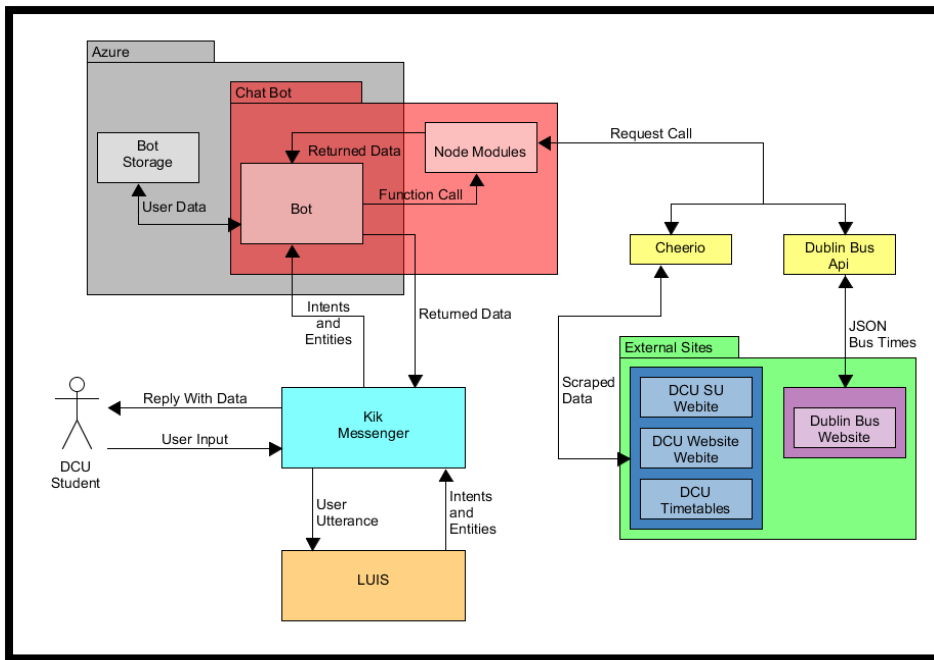 Azure
Chat Bot
Bot
Storage
Returned Data
Node Modules
Request Call
User Data
Bot
Function Call
Cheerio
Dublin Bus
Api
Intents
and
Entities
Returned Data
JSON
Bus Times
External Sites
Scraped
Data
DCU SU
Webite
Dublin Bus
Website
DCU Website
Webite
DCU
Timetables
Reply With Data
Kik
Messenger
User Input
DCU
Student
User
Utterance
Intents
and
Entities
LUIS